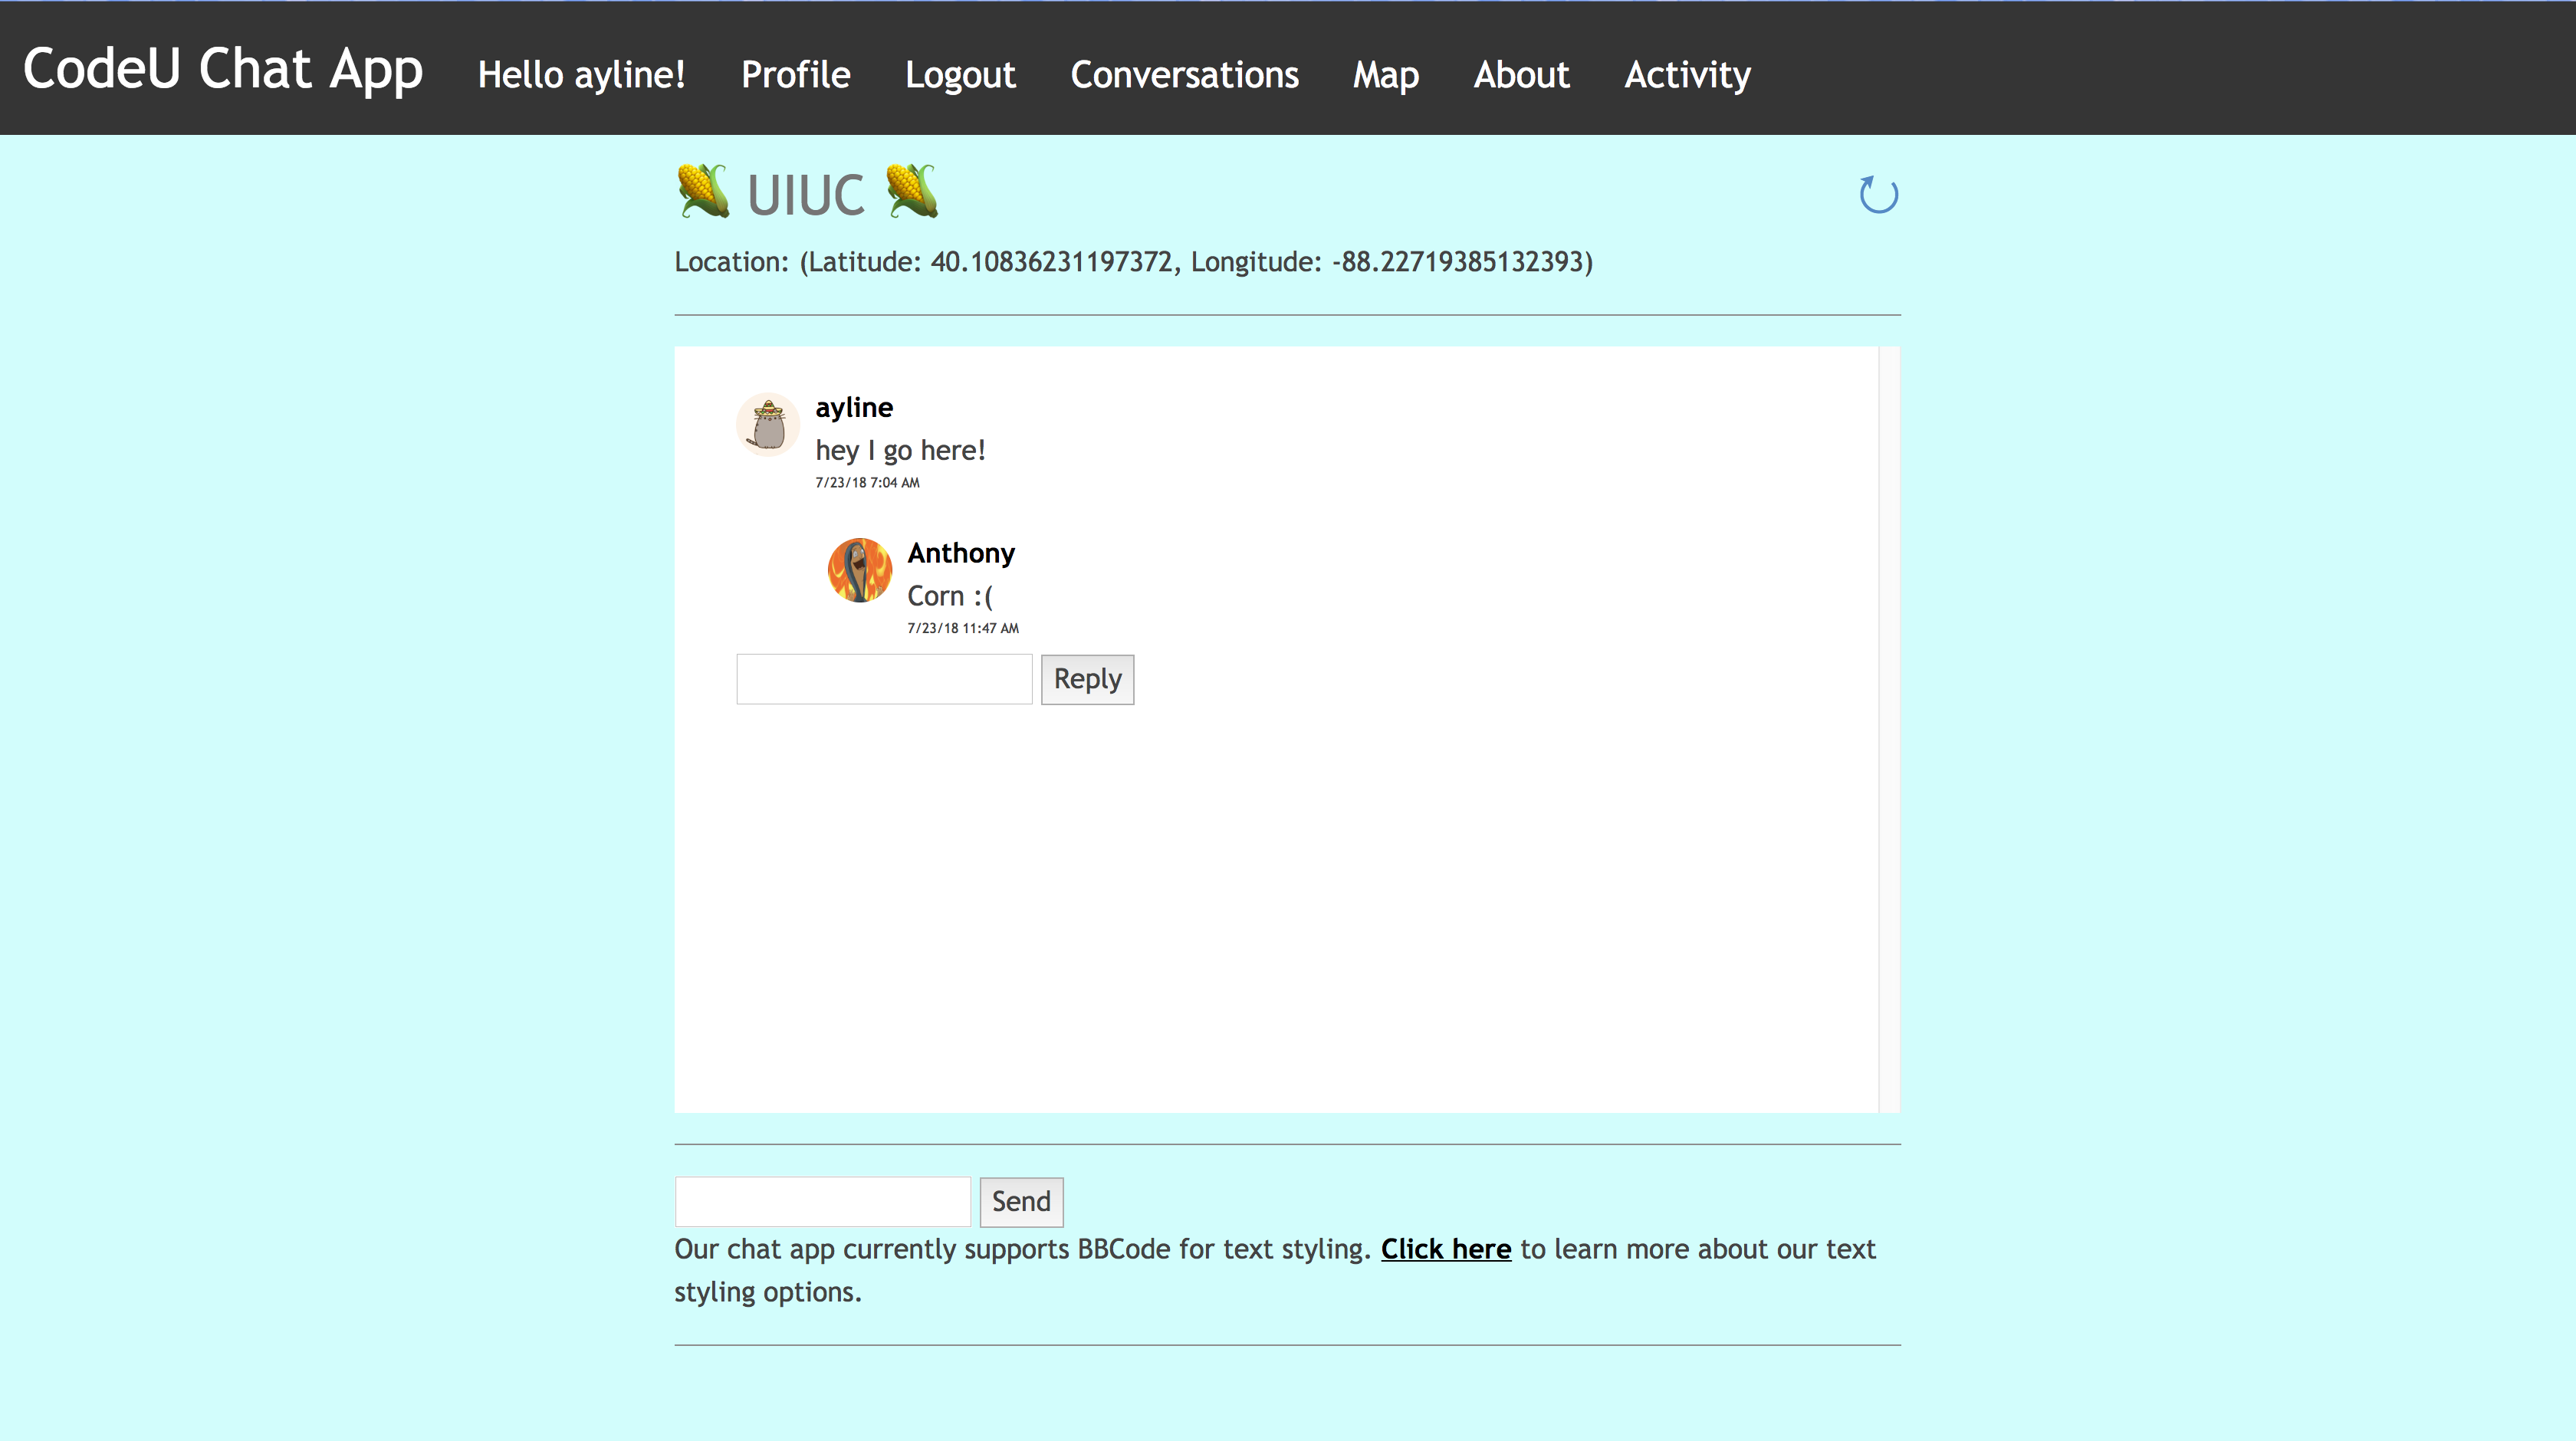 CodeU Chat App Hello ayline! Profile Logout Conversations Map About Activity
🌽 UIUC 🌽
Location: (Latitude: 40.10836231197372, Longitude: -88.22719385132393)
ayline
hey I go here!
7/23/18 7:04 AM
Anthony
Corn :(
7/23/18 11:47 AM
Reply
Send
Our chat app currently supports BBCode for text styling. Click here to learn more about our text
styling options.